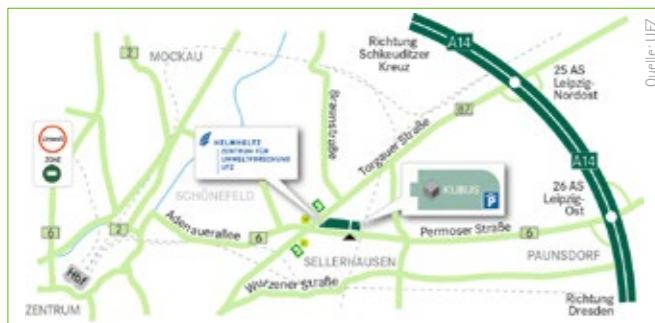 Richtung
Schkeuditzer
Kreuz
A14
Quelle: UFZ
2
MOCKAU
25 AS
Leipzig-
Nordost
Braunstraße
87
Torgauer Straße
Umwelt
ZONE
HELMHOLTZ
ZENTRUM FÜR
UMWELTFORSCHUNG
UFZ
A14
SCHÖNEFELD
KUBUS
P
26 AS
Leipzig-
Ost
6
2
Adenauerallee
6
Permoser Straße
6
SELLERHAUSEN
PAUNSDORF
Hbf
Wurzener Straße
ZENTRUM
Richtung
Dresden